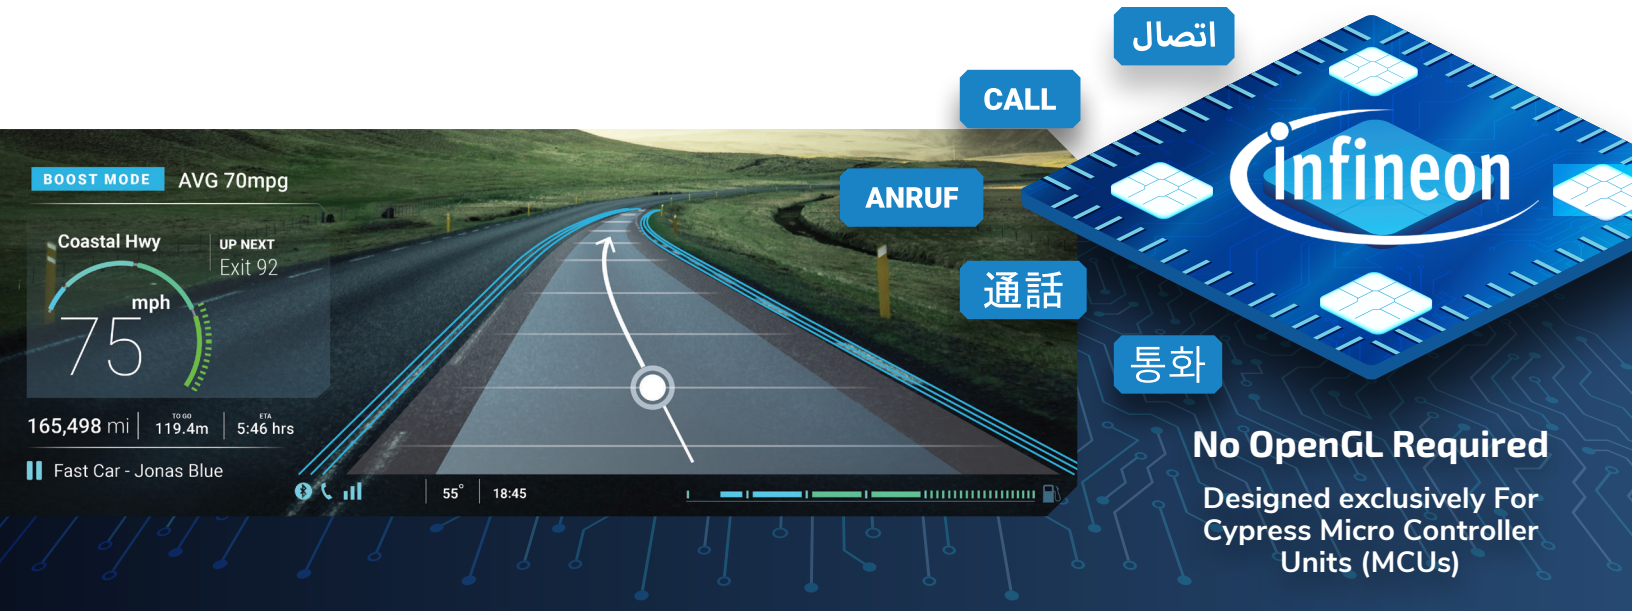 اتصال
CALL
ANRUF
通話
통화
infineon
BOOST MODE AVG 70mpg
Coastal Hwy
UP NEXT
Exit 92
mph
75
165,498 mi
TO GO
119.4m
ETA
5:46 hrs
Fast Car - Jonas Blue
55° 18:45
No OpenGL Required
Designed exclusively For
Cypress Micro Controller
Units (MCUs)